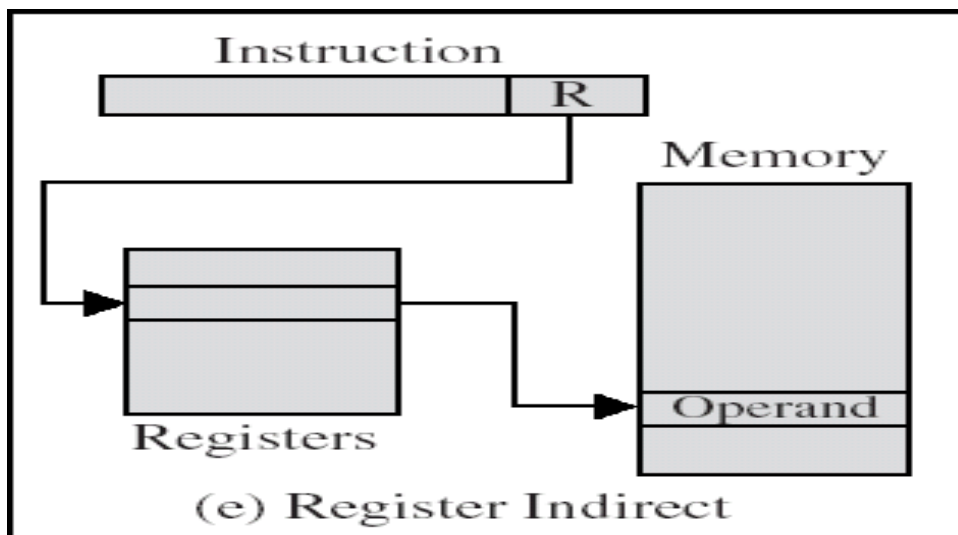 Instruction
R
Memory
Operand
Registers
(e) Register Indirect